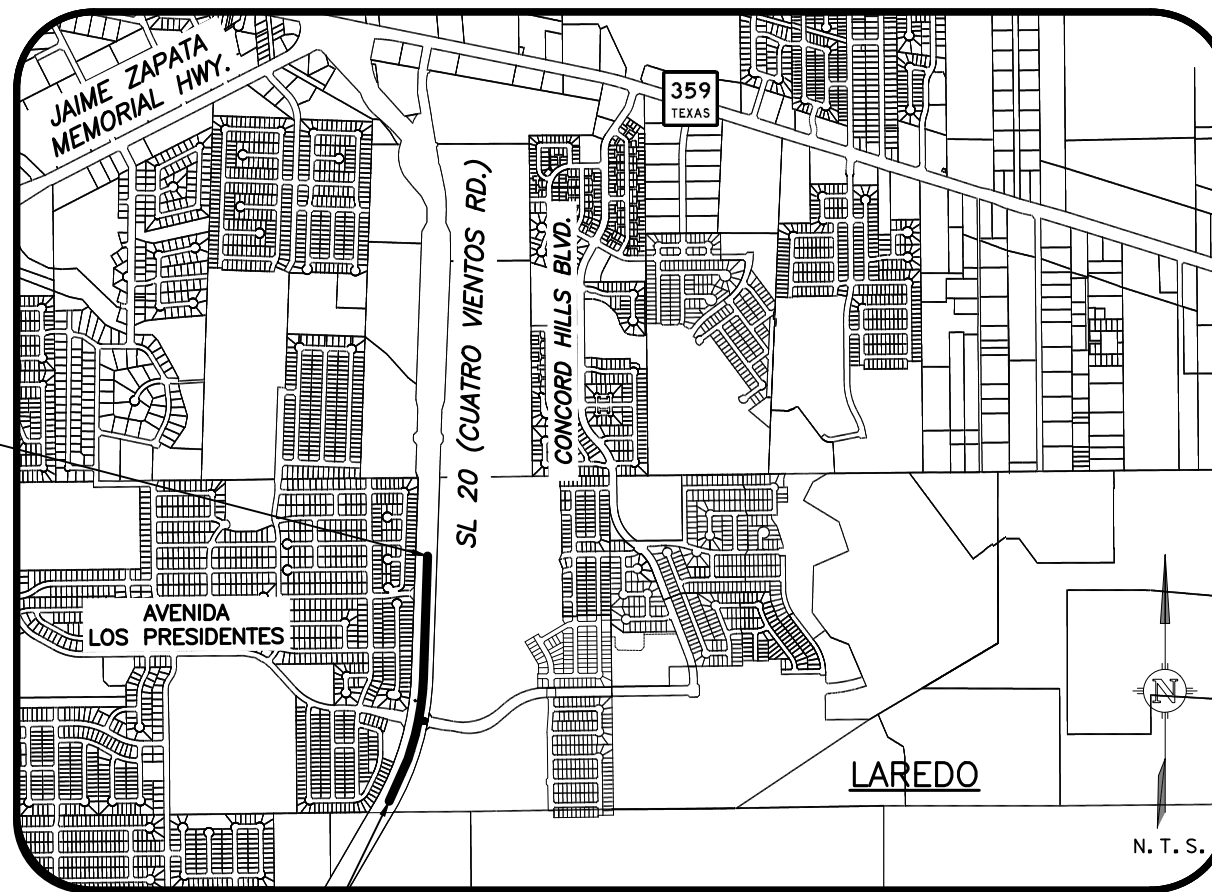 JAIME ZAPATA
MEMORIAL HWY.
359
TEXAS
SL 20 (CUATRO VIENTOS RD.)
CONCORD HILLS BLVD.
AVENIDA
LOS PRESIDENTES
LAREDO
N
N.T.S.